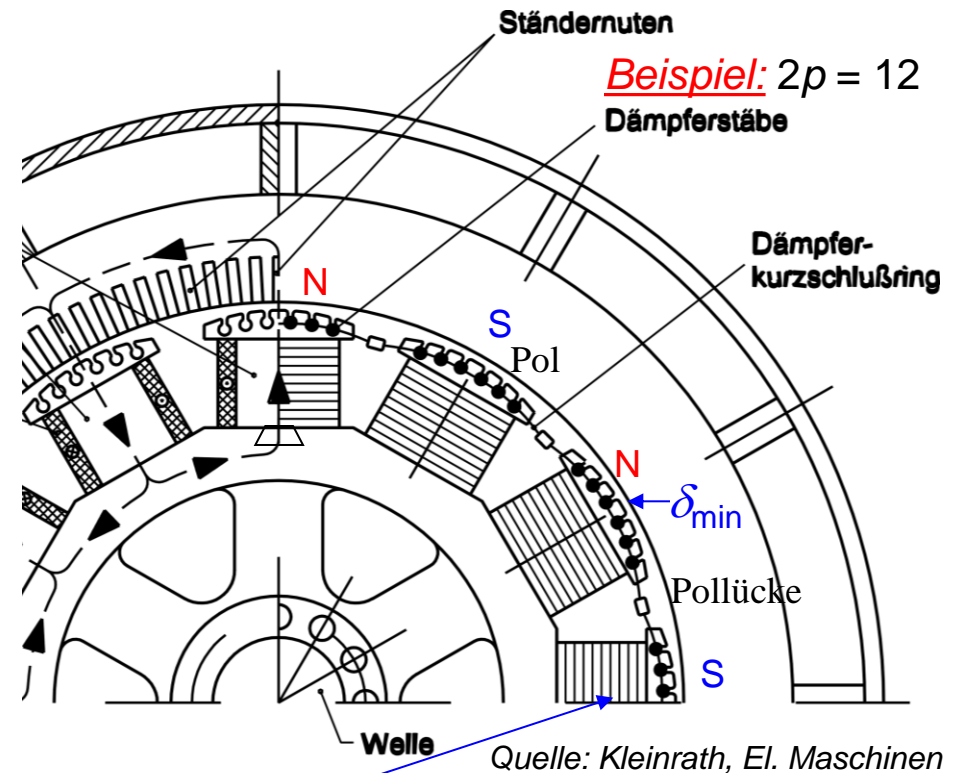 Ständernuten
Beispiel: 2p = 12
Dämpferstäbe
Dämpfer-
kurzschlußring
N
S
Pol
N
δmin
Pollücke
S
Welle
Quelle: Kleinrath, El. Maschinen